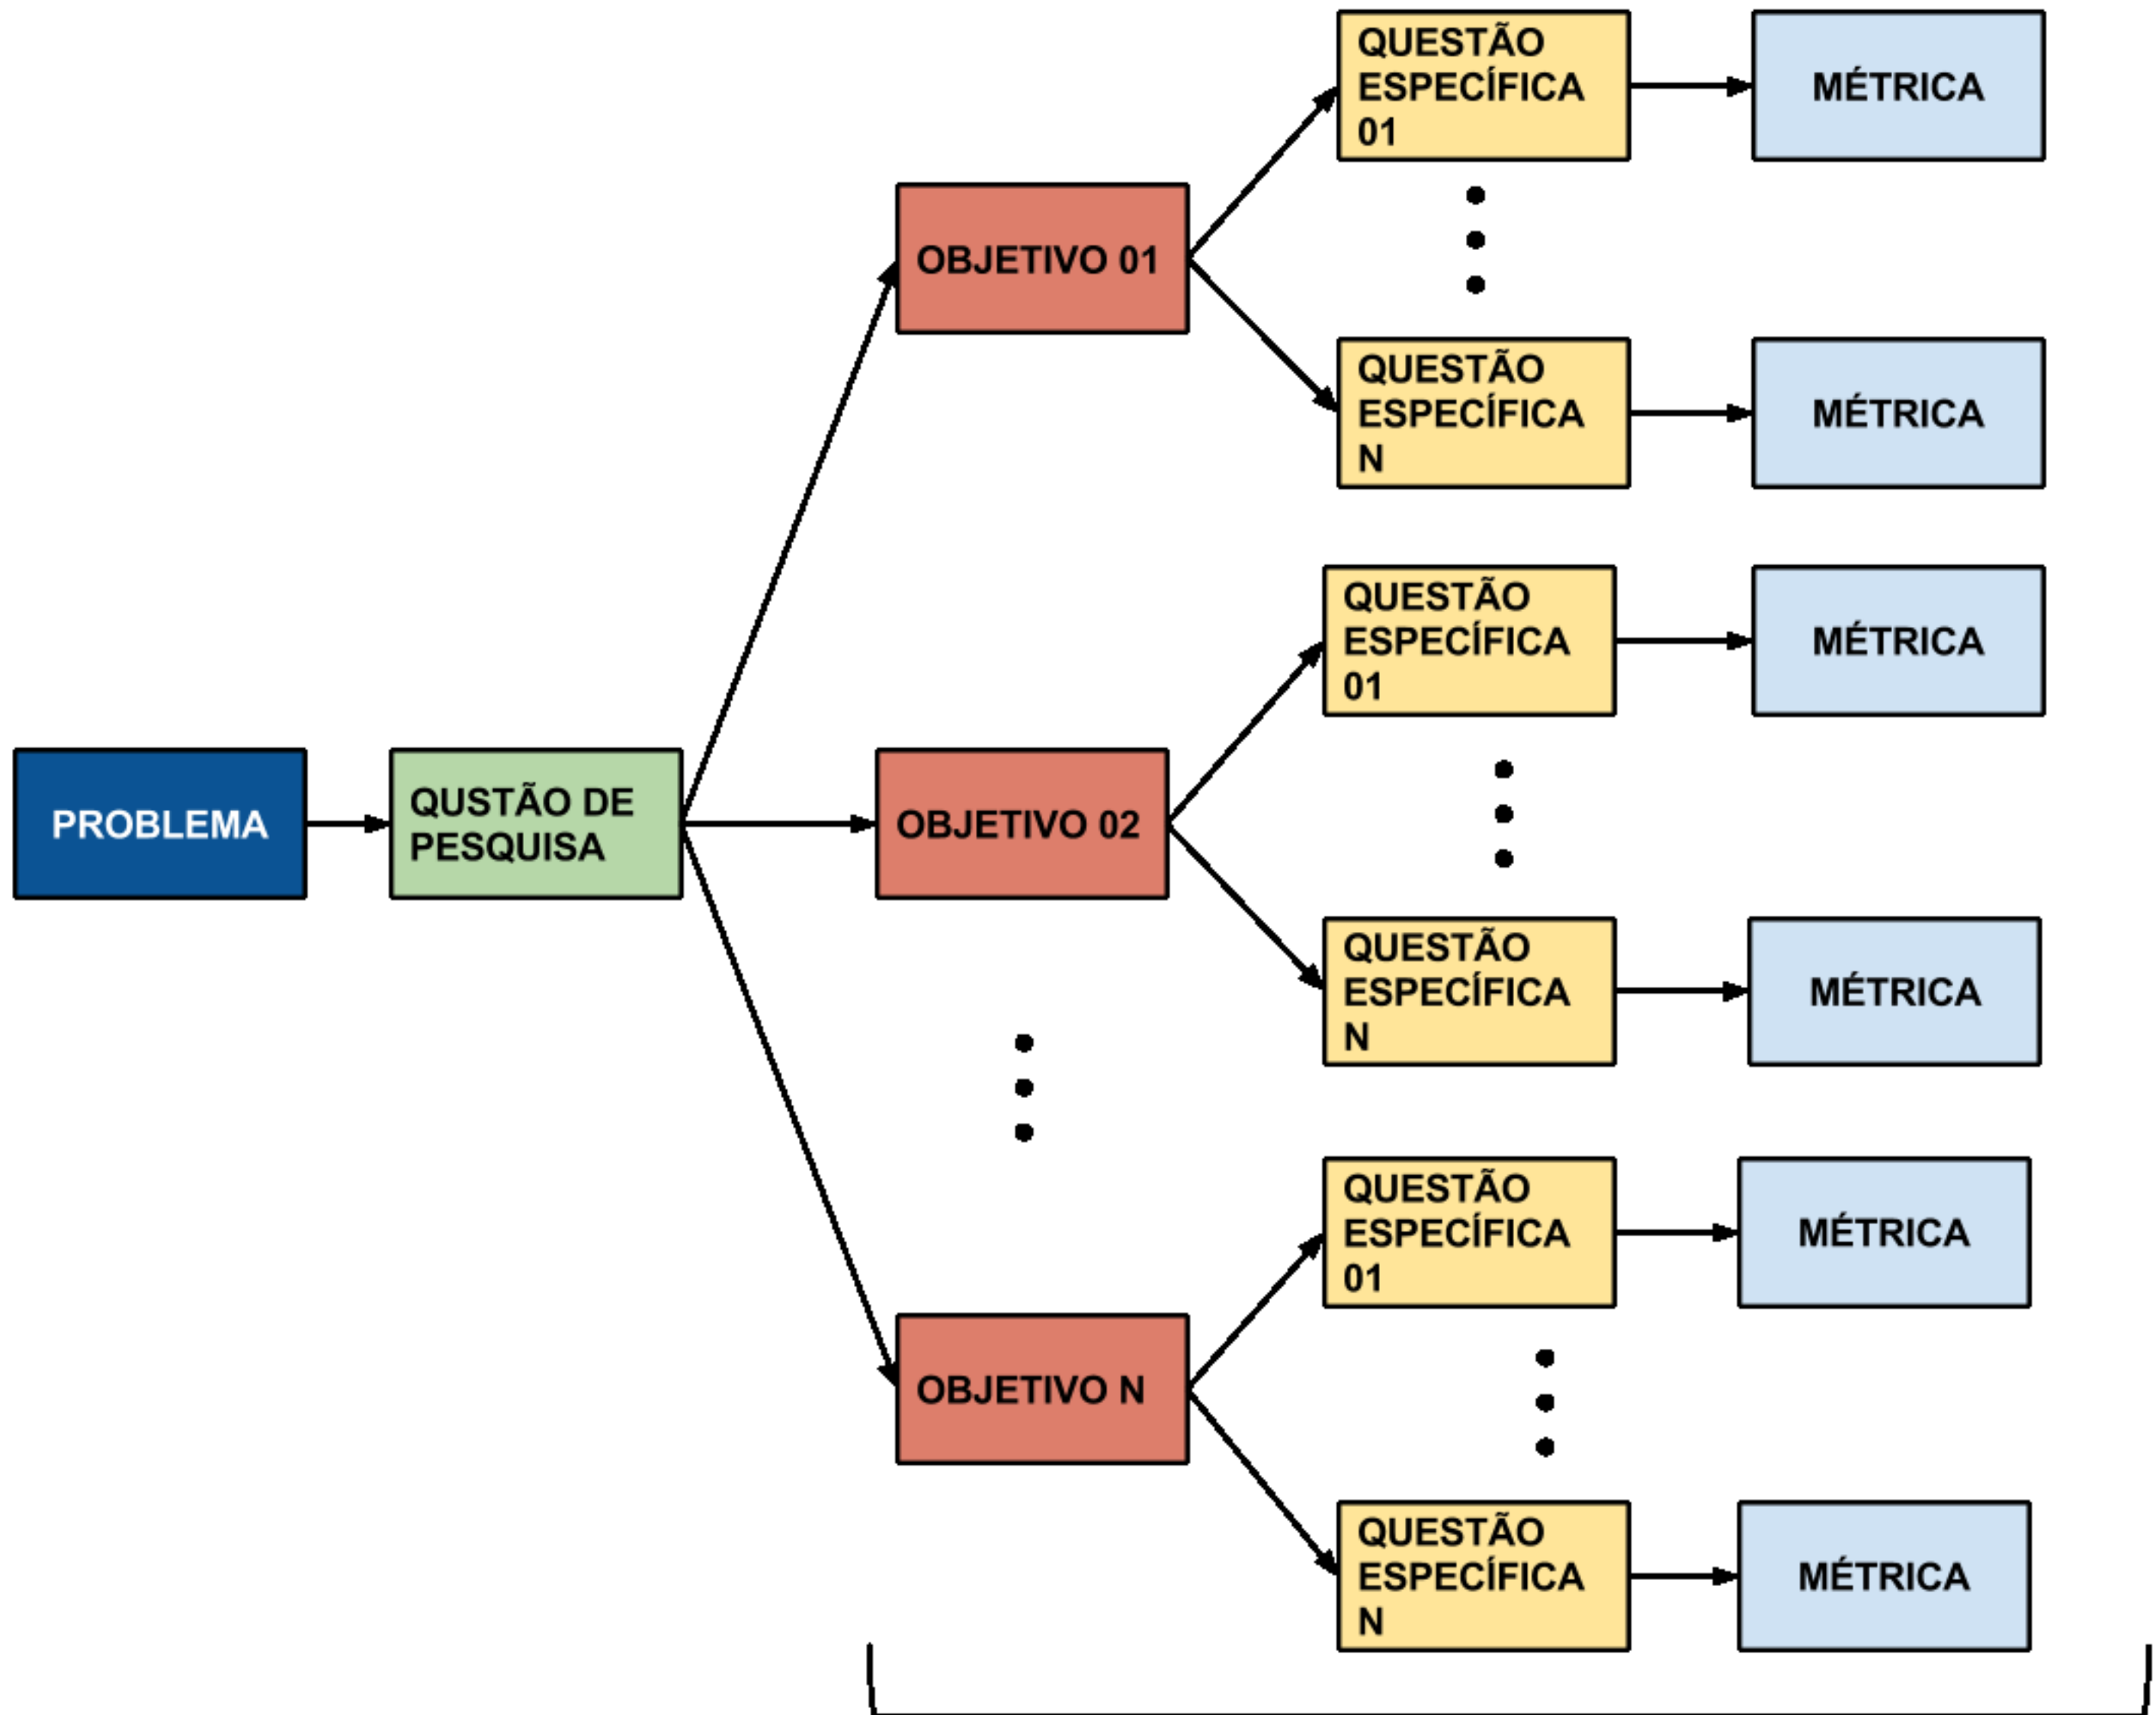 PROBLEMA
QUSTÃO DE
PESQUISA
OBJETIVO 01
QUESTÃO
ESPECÍFICA
01
MÉTRICA
QUESTÃO
ESPECÍFICA
N
MÉTRICA
OBJETIVO 02
QUESTÃO
ESPECÍFICA
01
MÉTRICA
QUESTÃO
ESPECÍFICA
N
MÉTRICA
OBJETIVO N
QUESTÃO
ESPECÍFICA
01
MÉTRICA
QUESTÃO
ESPECÍFICA
N
MÉTRICA